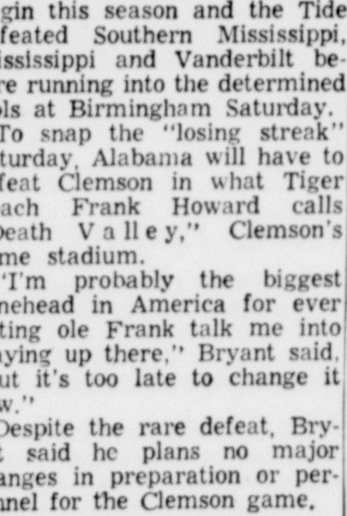 gin this season and the Tide
feated Southern Mississippi,
ississippi and Vanderbilt be-
re running into the determined
ols at Birmingham Saturday.
To snap the "losing streak"
turday, Alabama will have to
feat Clemson in what Tiger
ach Frank Howard calls
Death Valley," Clemson's
me stadium.
"I'm probably the biggest
nehead in America for ever
tting ole Frank talk me into
aying up there," Bryant said,
ut it's too late to change it
w."
Despite the rare defeat, Bry-
t said he plans no major
anges in preparation or per-
nnel for the Clemson game.